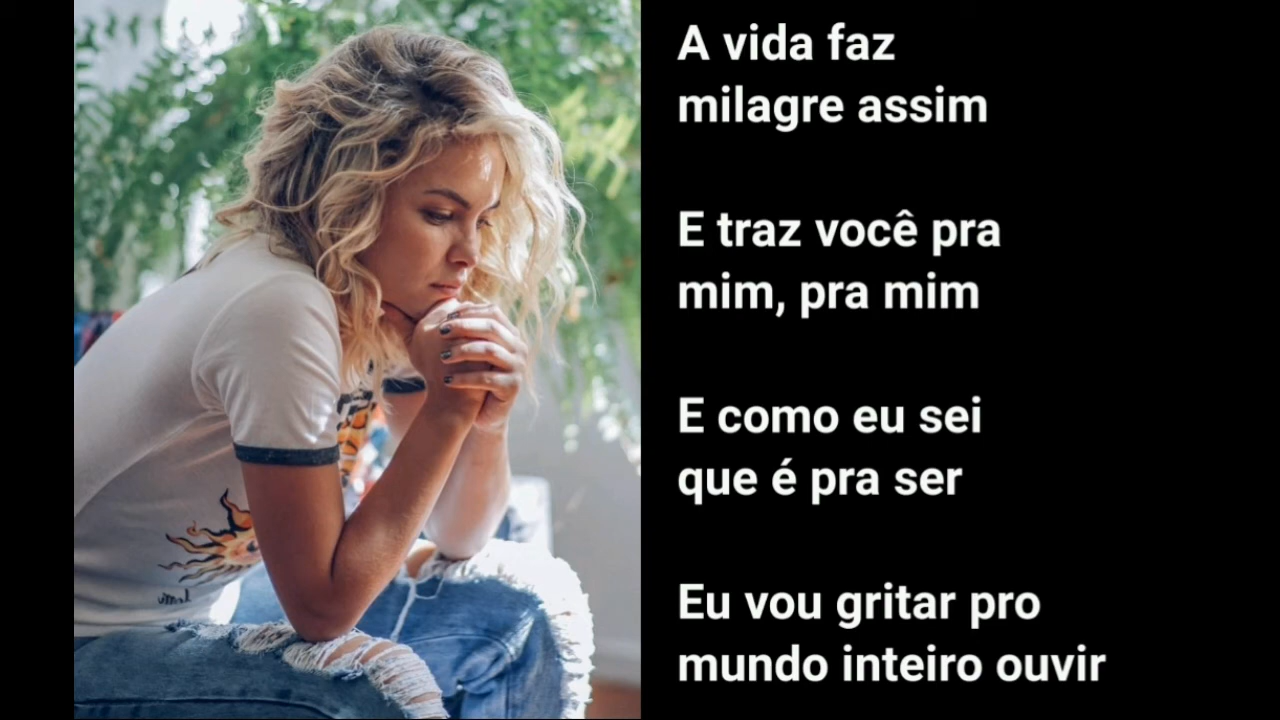 A vida faz
milagre assim
E traz você pra
mim, pra mim
E como eu sei
que é pra ser
Eu vou gritar pro
mundo inteiro ouvir